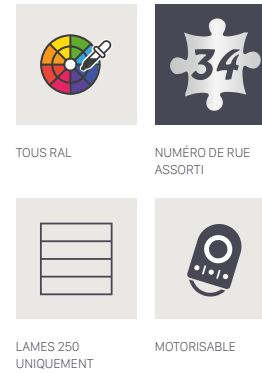 34
TOUS RAL
NUMÉRO DE RUE
ASSORTI
LAMES 250
UNIQUEMENT
MOTORISABLE